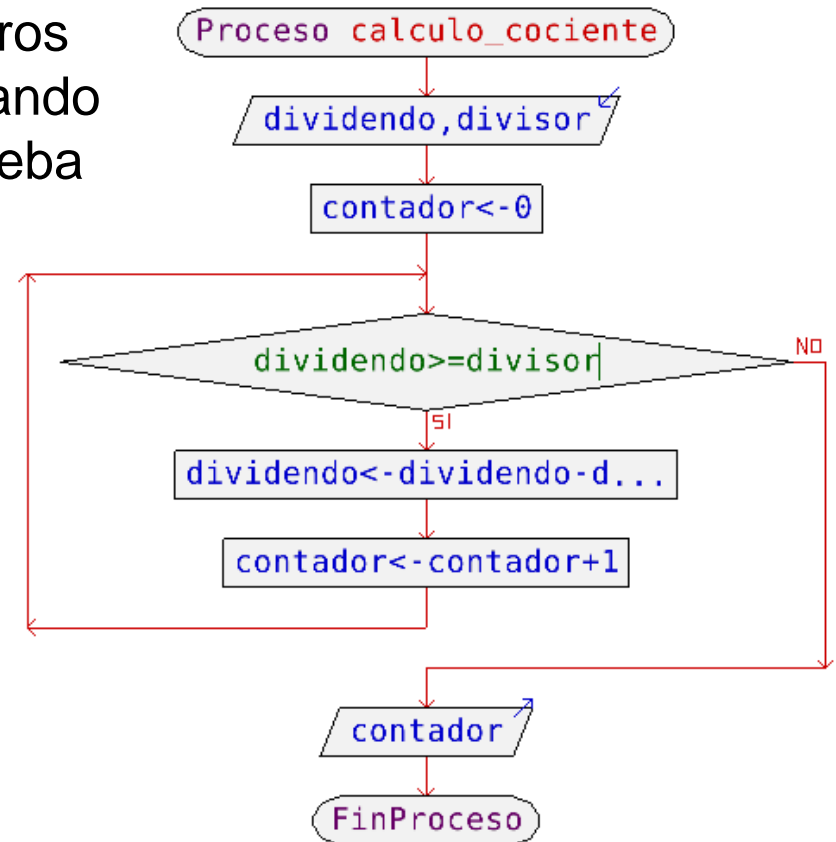 ros
ando
eba
Proceso calculo_cociente
dividendo,divisor
contador<-0
dividendo>=divisor
NO
SI
dividendo<-dividendo-d...
contador<-contador+1
contador
FinProceso